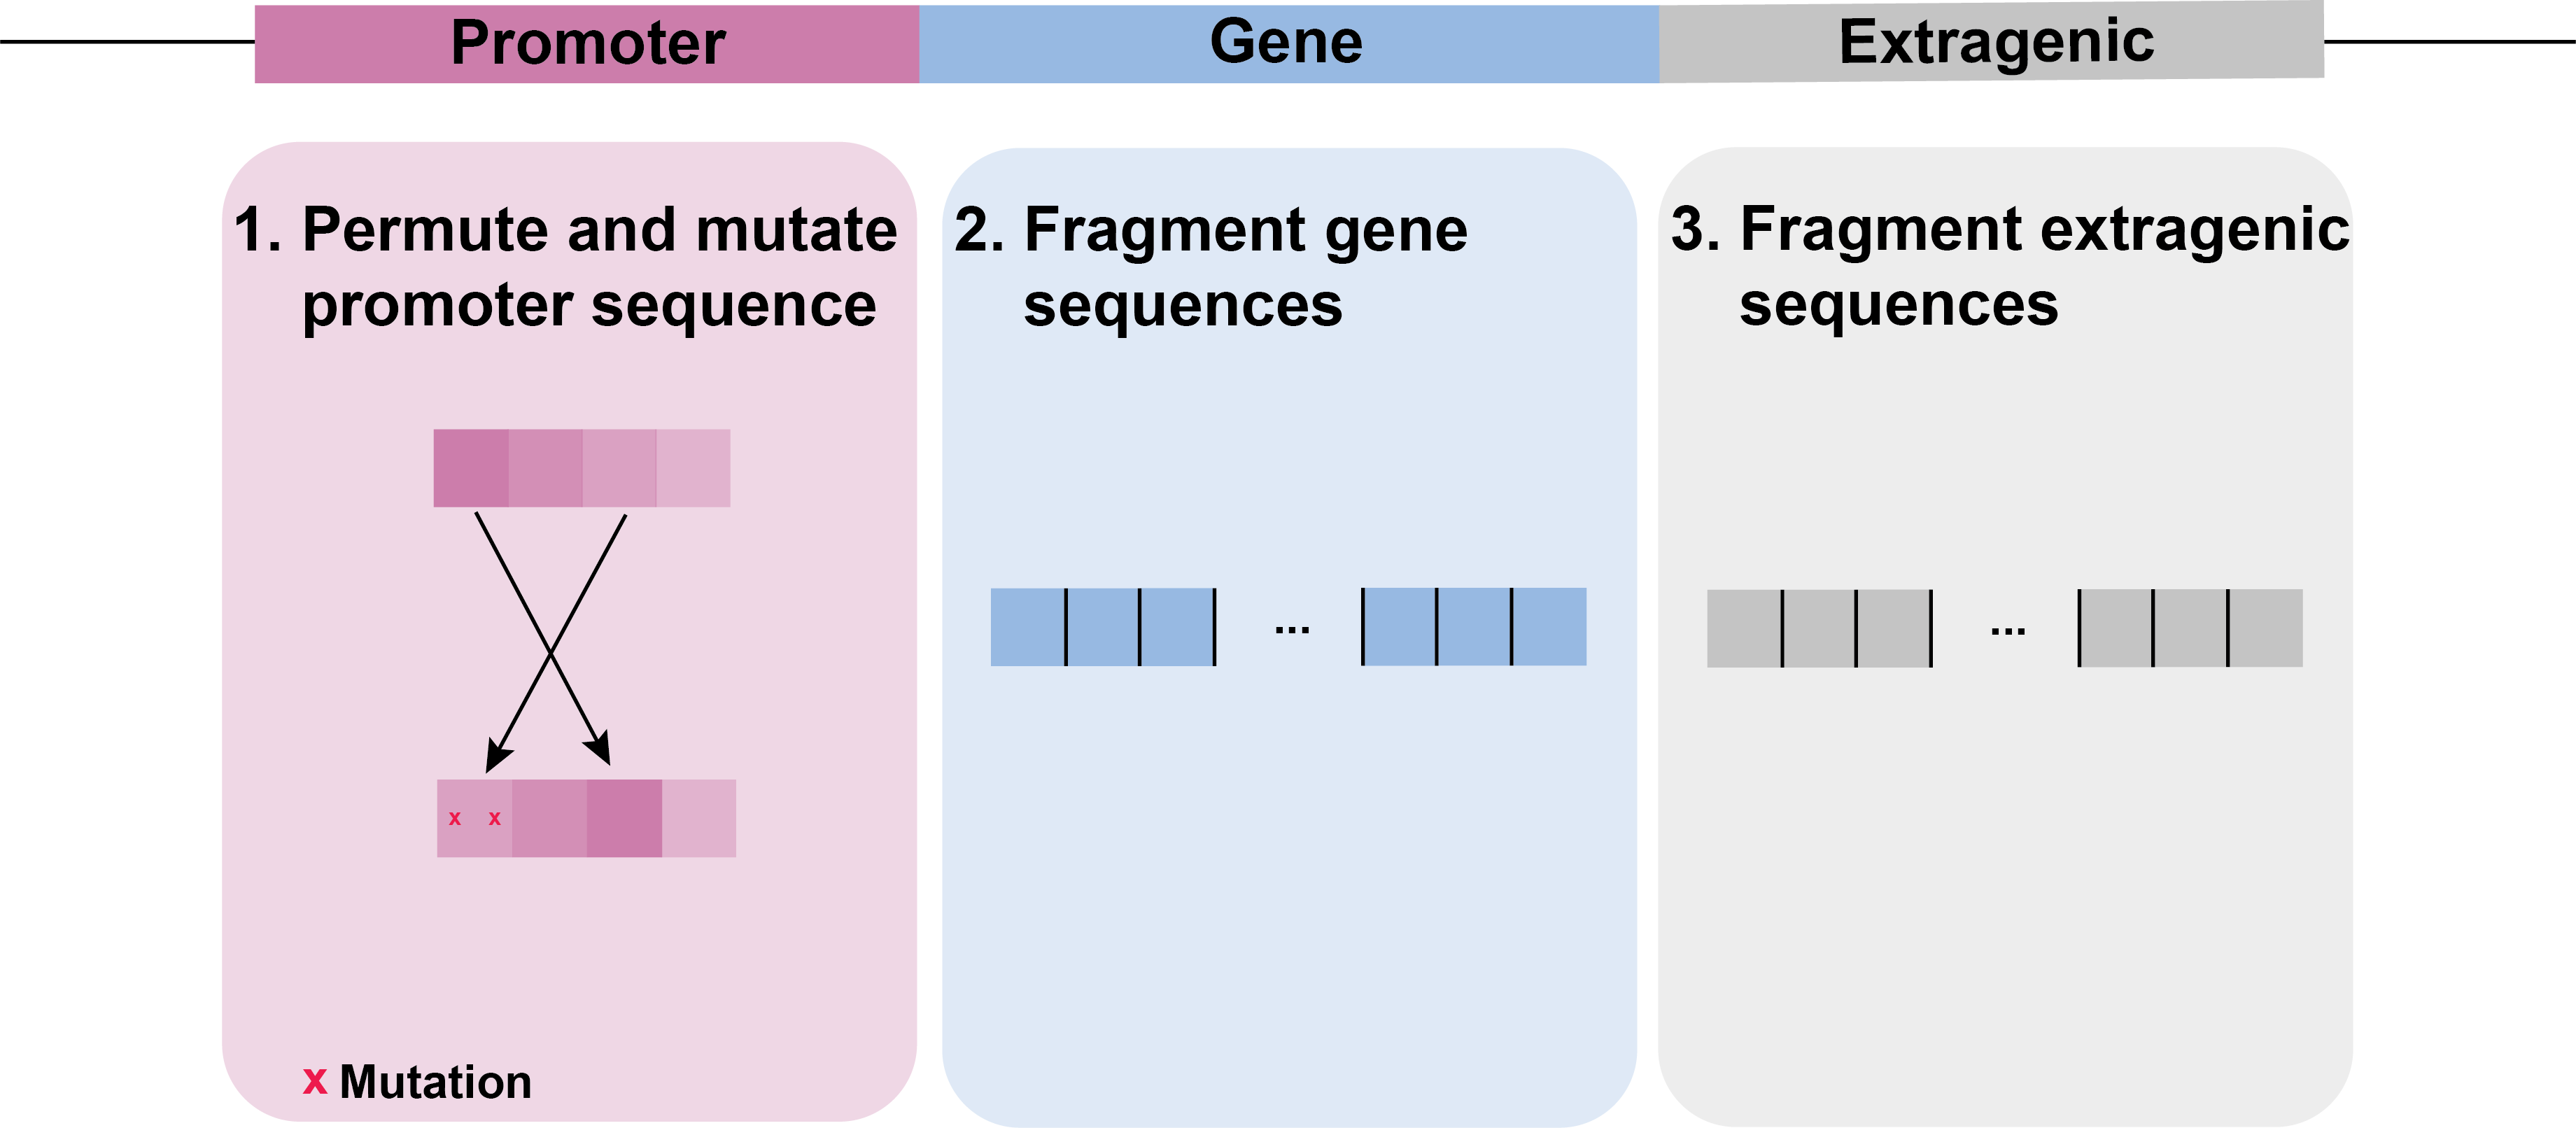 Promoter
Gene
Extragenic
1. Permute and mutate
promoter sequence
x x
x Mutation
2. Fragment gene
sequences
...
3. Fragment extragenic
sequences
...